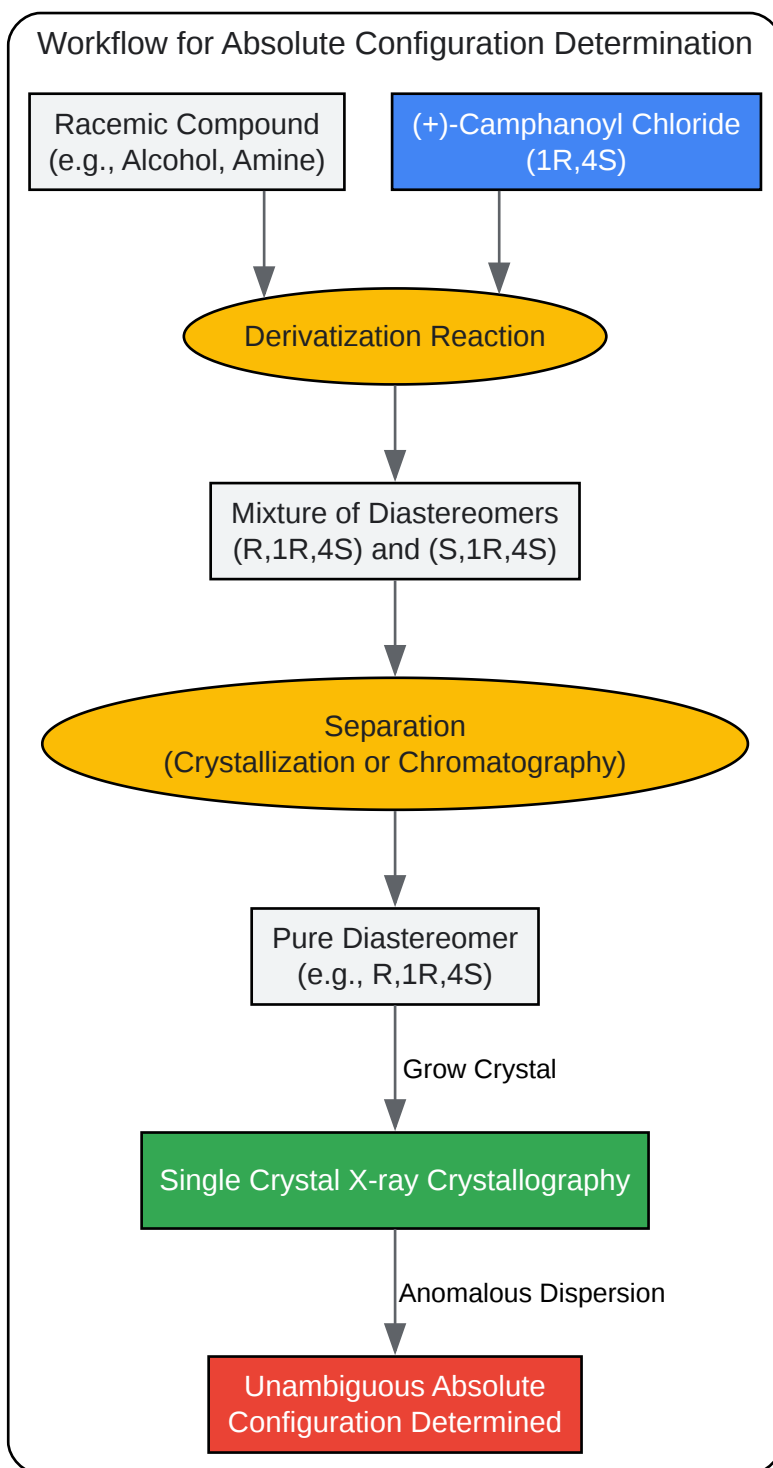 Workflow for Absolute Configuration Determination
Racemic Compound
(e.g., Alcohol, Amine)
(+)-Camphanoyl Chloride
(1R,4S)
Derivatization Reaction
Mixture of Diastereomers
(R,1R,4S) and (S,1R,4S)
Separation
(Crystallization or Chromatography)
Pure Diastereomer
(e.g., R,1R,4S)
Grow Crystal
Single Crystal X-ray Crystallography
Anomalous Dispersion
Unambiguous Absolute
Configuration Determined